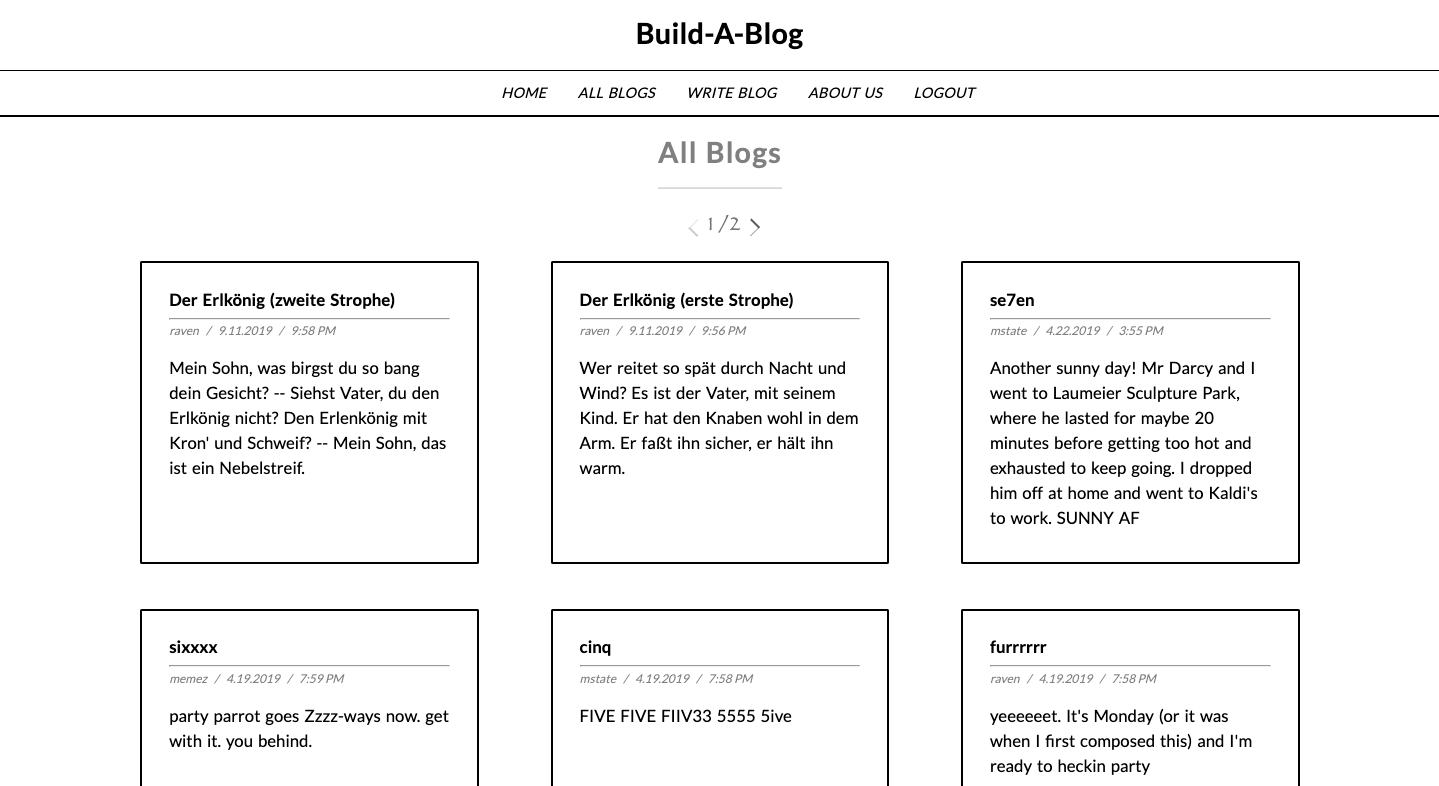 Build-A-Blog
HOME ALL BLOGS WRITE BLOG ABOUT US LOGOUT
All Blogs
1/2
Der Erlkönig (zweite Strophe)
raven / 9.11.2019 / 9:58 PM
Mein Sohn, was birgst du so bang
dein Gesicht? -- Siehst Vater, du den
Erlkönig nicht? Den Erlenkönig mit
Kron' und Schweif? -- Mein Sohn, das
ist ein Nebelstreif.
Der Erlkönig (erste Strophe)
raven / 9.11.2019 / 9:56 PM
Wer reitet so spät durch Nacht und
Wind? Es ist der Vater, mit seinem
Kind. Er hat den Knaben wohl in dem
Arm. Er faßt ihn sicher, er hält ihn
warm.
se7en
mstate / 4.22.2019 / 3:55 PM
Another sunny day! Mr Darcy and I
went to Laumeier Sculpture Park,
where he lasted for maybe 20
minutes before getting too hot and
exhausted to keep going. I dropped
him off at home and went to Kaldi's
to work. SUNNY AF
sixxxx
memez / 4.19.2019 / 7:59 PM
party parrot goes Zzzz-ways now. get
with it. you behind.
cinq
mstate / 4.19.2019 / 7:58 PM
FIVE FIVE FIIV33 5555 5ive
furrrrrr
raven / 4.19.2019 / 7:58 PM
yeeeeeet. It's Monday (or it was
when I first composed this) and I'm
ready to heckin party